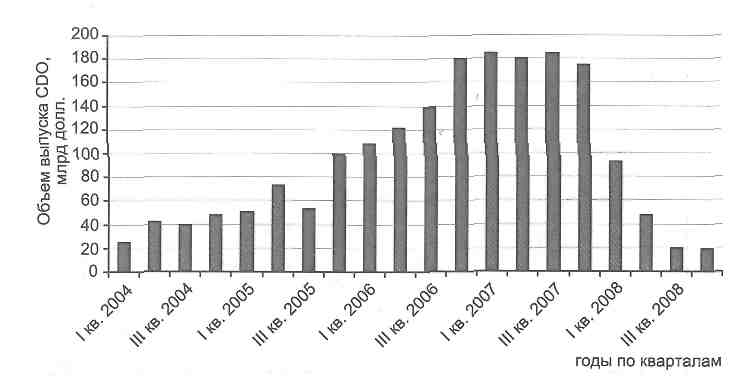 Объем выпуска CDO,
млрд долл.
200
180
160
140
120
100
80
60
40
20
0
I кв. 2004
III кв. 2004
I кв. 2005
III кв. 2005
I кв. 2006
III кв. 2006
I кв. 2007
III кв. 2007
I кв. 2008
III кв. 2008
годы по кварталам